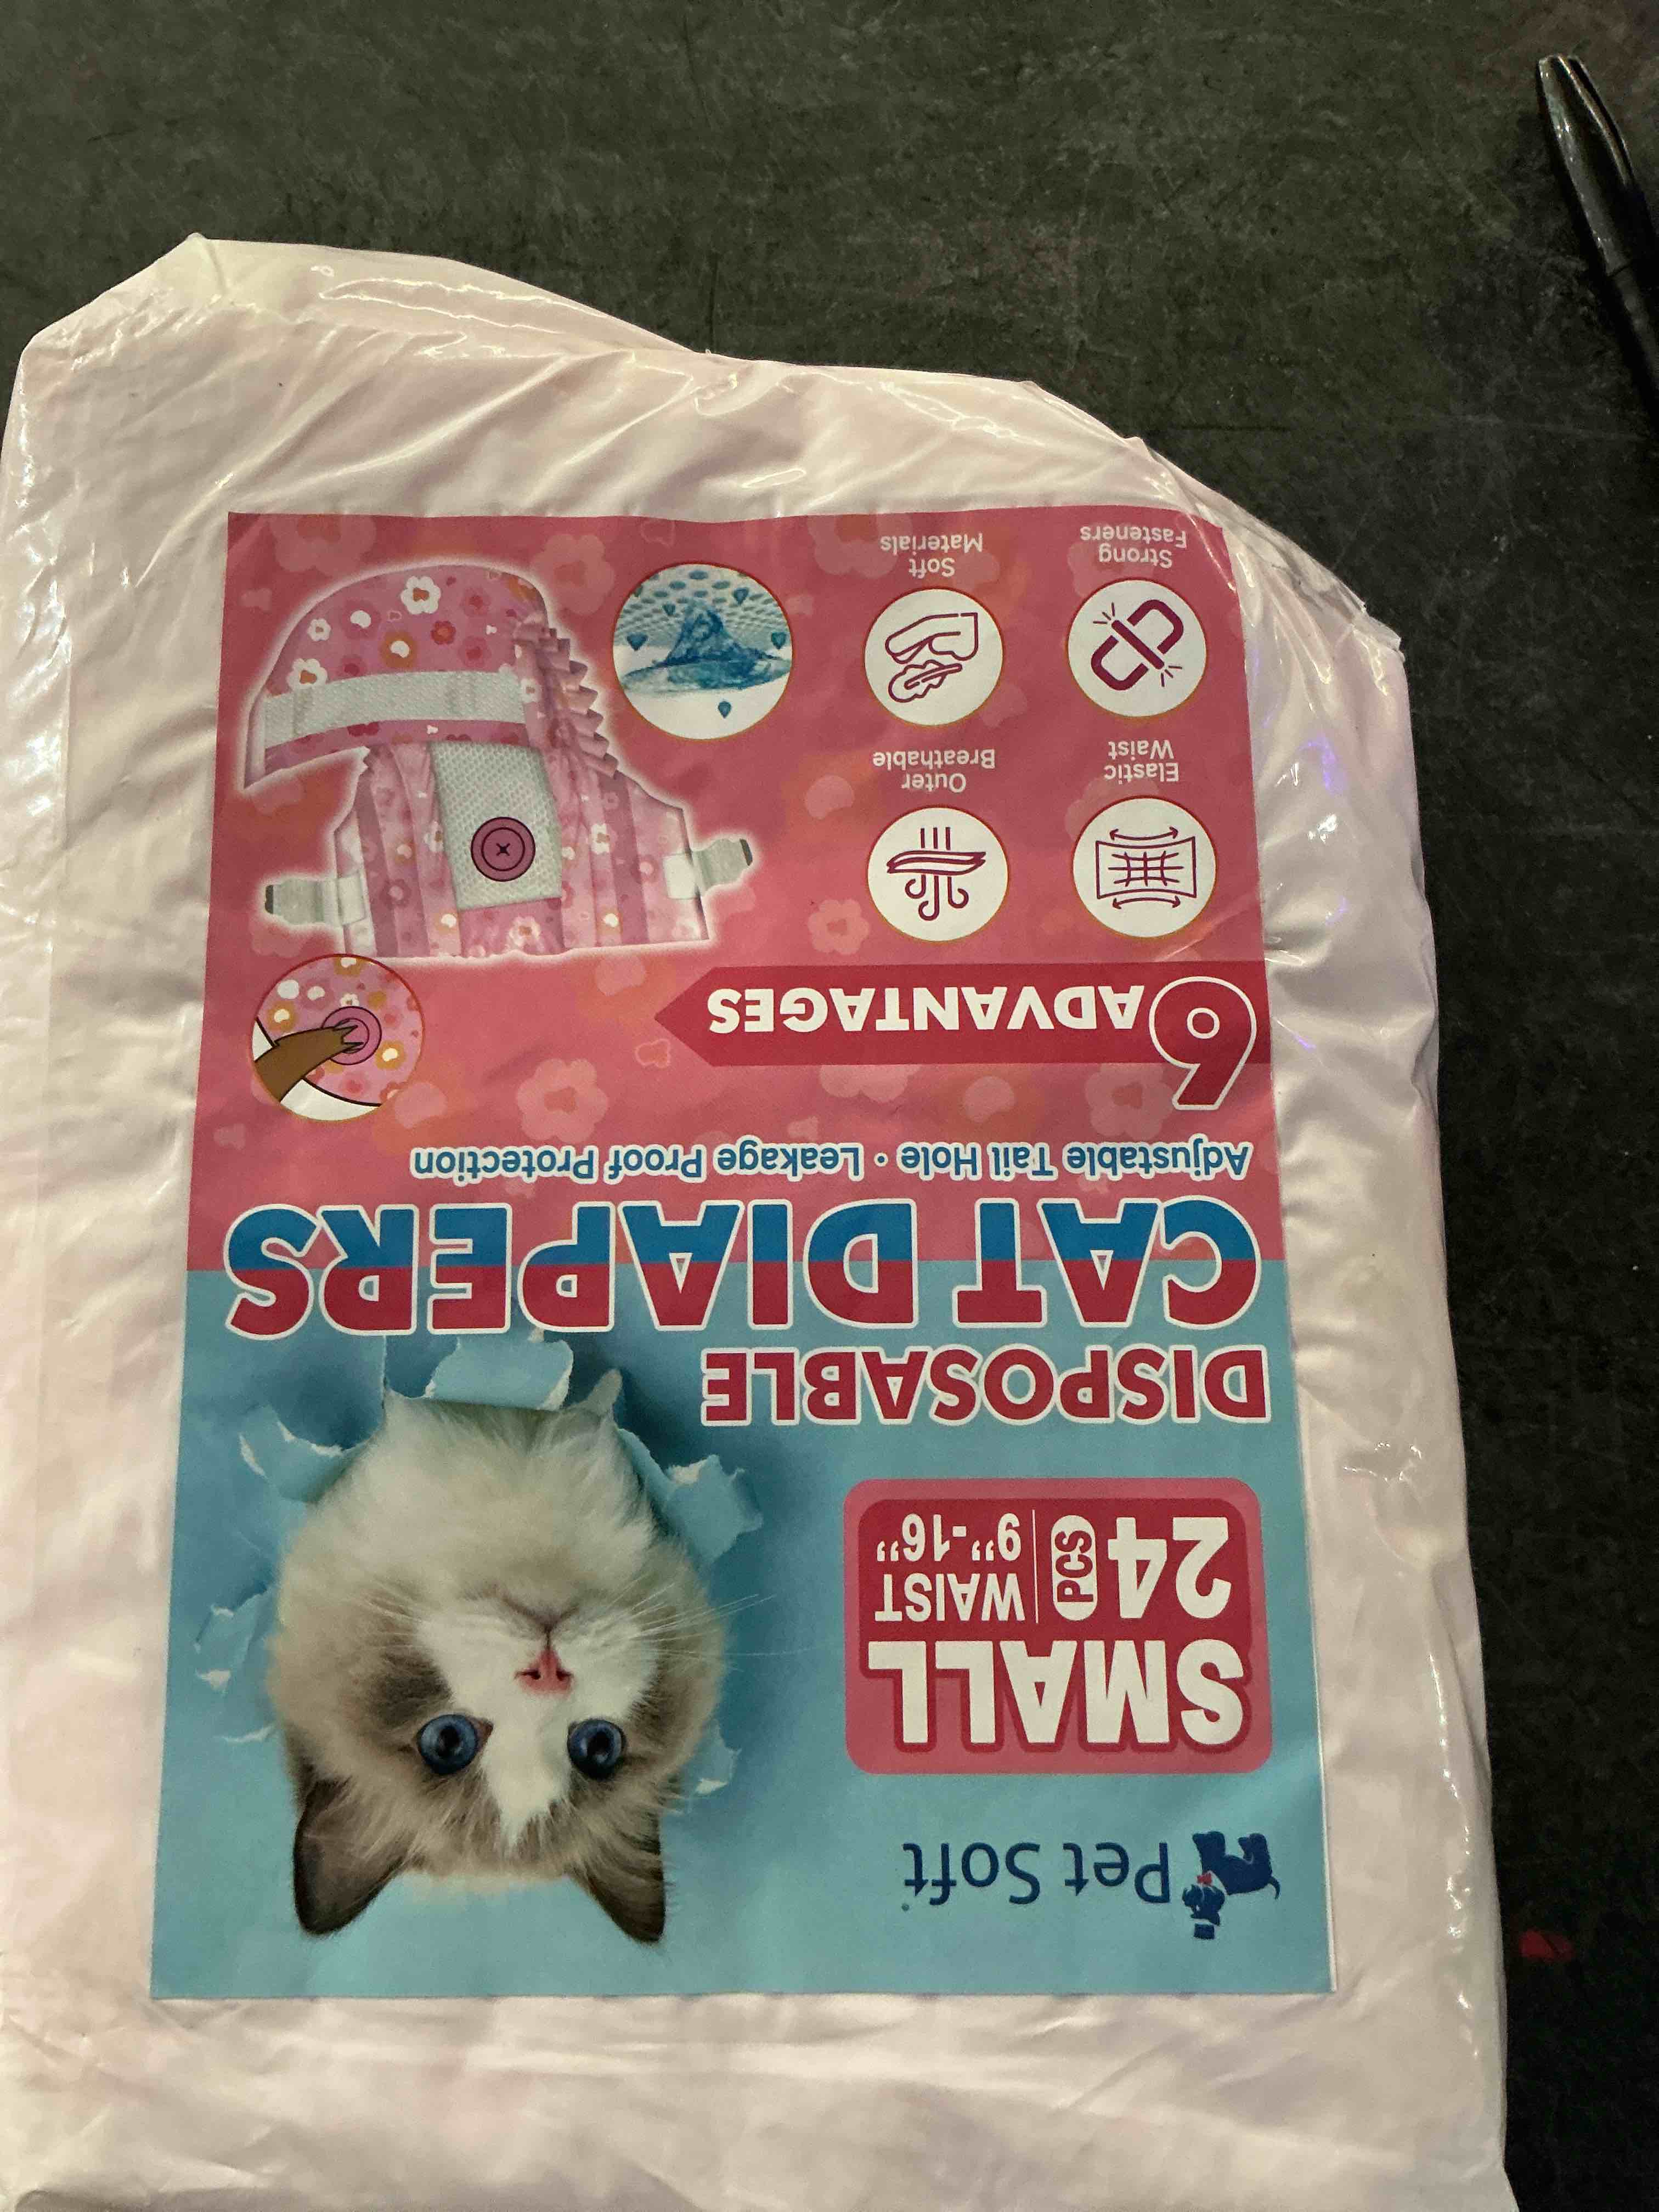 Pet Soft
SMALL
24 PCS
WAIST
9"-16"
DISPOSABLE
CAT DIAPERS
Adjustable Tail Hole • Leakage Proof Protection
6 ADVANTAGES
Elastic
Waist
Outer
Breathable
Strong
Fasteners
Soft
Materials